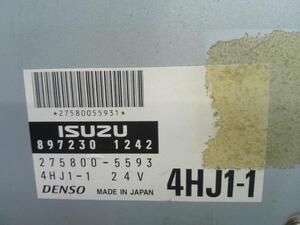 *27580055931*
ISUZU
897230 1242
275800-5593
4HJ1-1 24V
DENSO MADE IN JAPAN
4HJ1-1